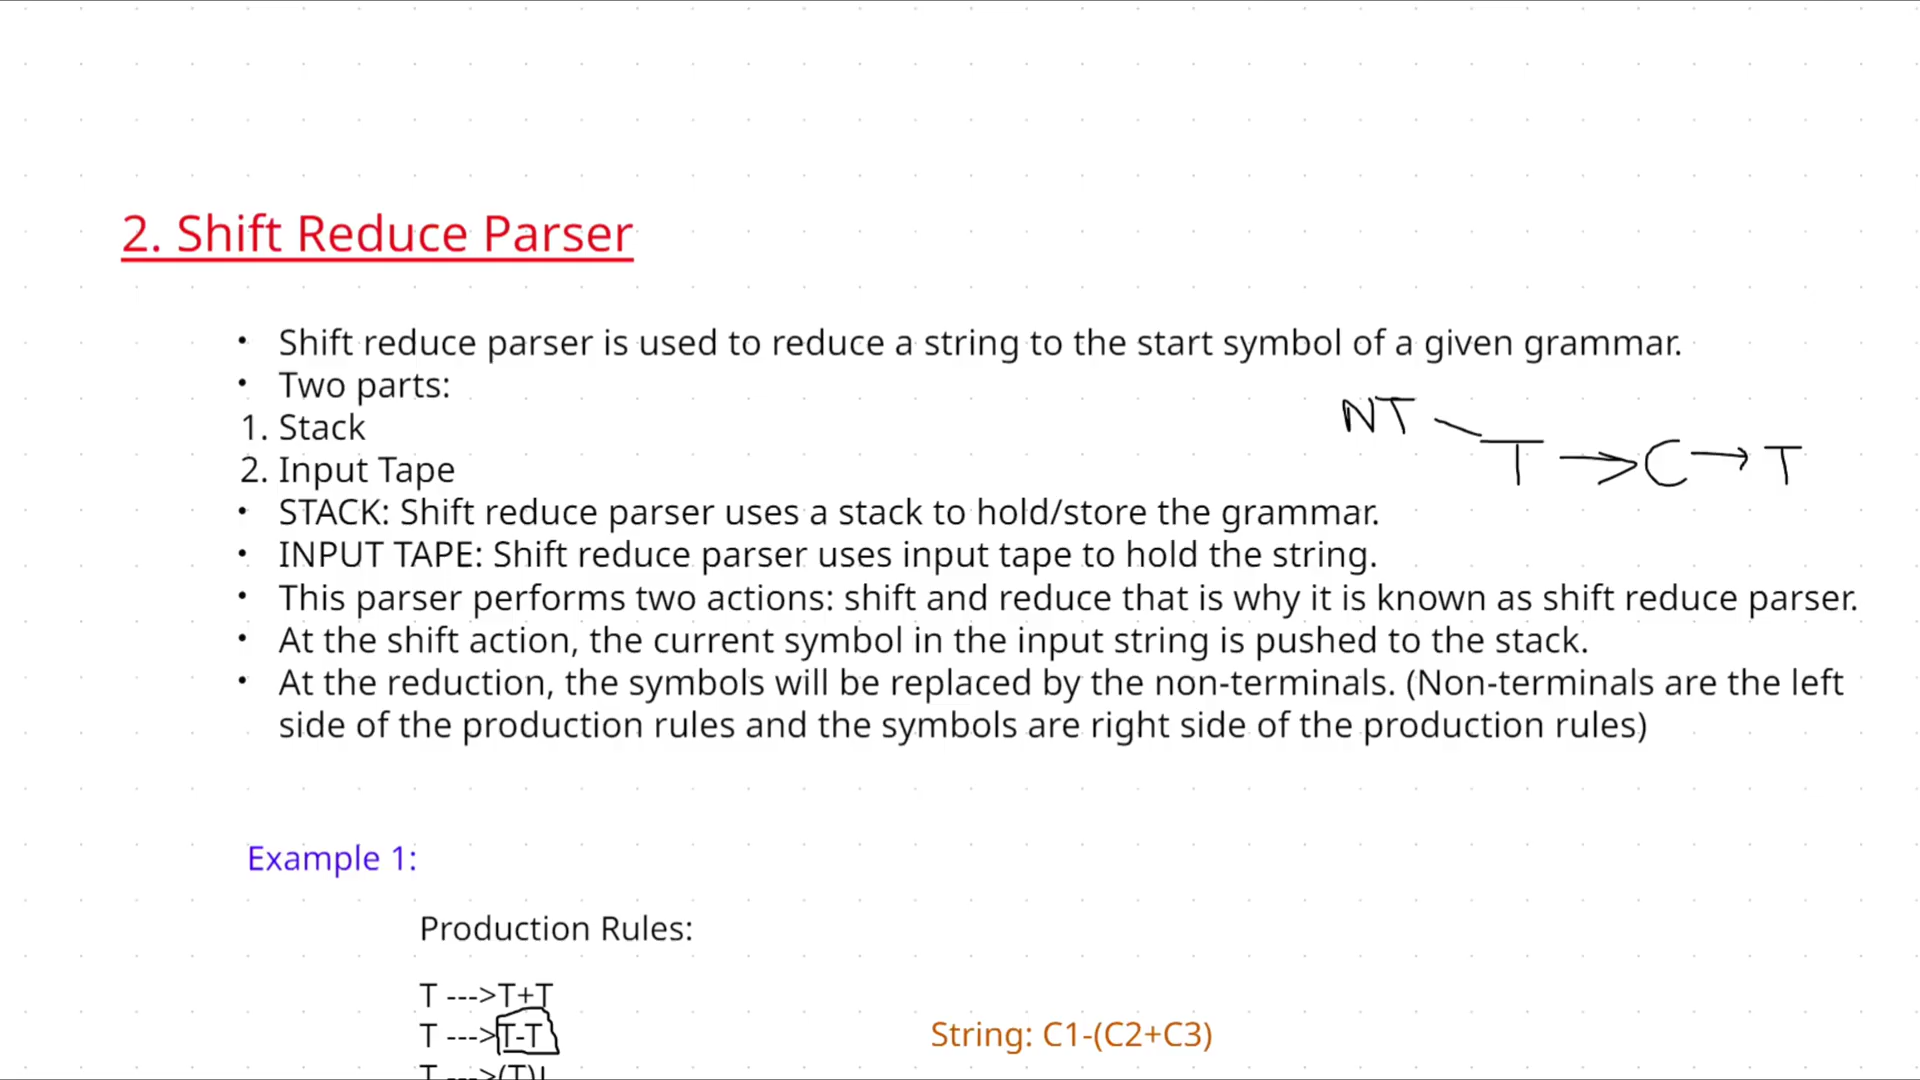 2. Shift Reduce Parser
• Shift reduce parser is used to reduce a string to the start symbol of a given grammar.
• Two parts:
1. Stack
2. Input Tape
NT
T → C → T
• STACK: Shift reduce parser uses a stack to hold/store the grammar.
• INPUT TAPE: Shift reduce parser uses input tape to hold the string.
• This parser performs two actions: shift and reduce that is why it is known as shift reduce parser.
• At the shift action, the current symbol in the input string is pushed to the stack.
• At the reduction, the symbols will be replaced by the non-terminals. (Non-terminals are the left
side of the production rules and the symbols are right side of the production rules)
Example 1:
Production Rules:
T --->T+T
T --->T-T
String: C1-(C2+C3)
T --->(T)